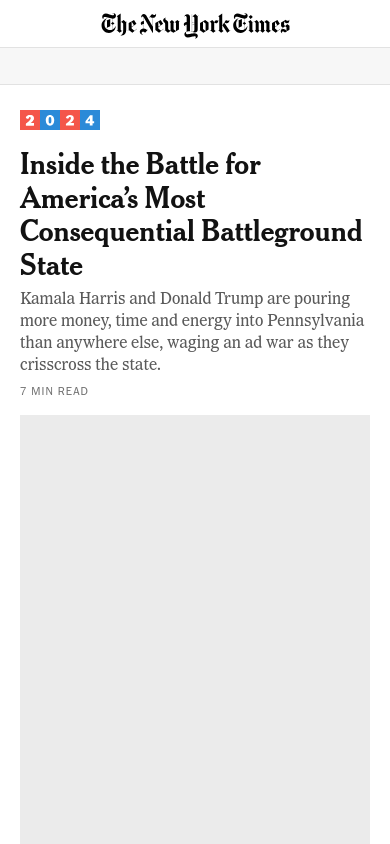 The New York Times
2024
Inside the Battle for
America’s Most
Consequential Battleground
State
Kamala Harris and Donald Trump are pouring
more money, time and energy into Pennsylvania
than anywhere else, waging an ad war as they
crisscross the state.
7 MIN READ